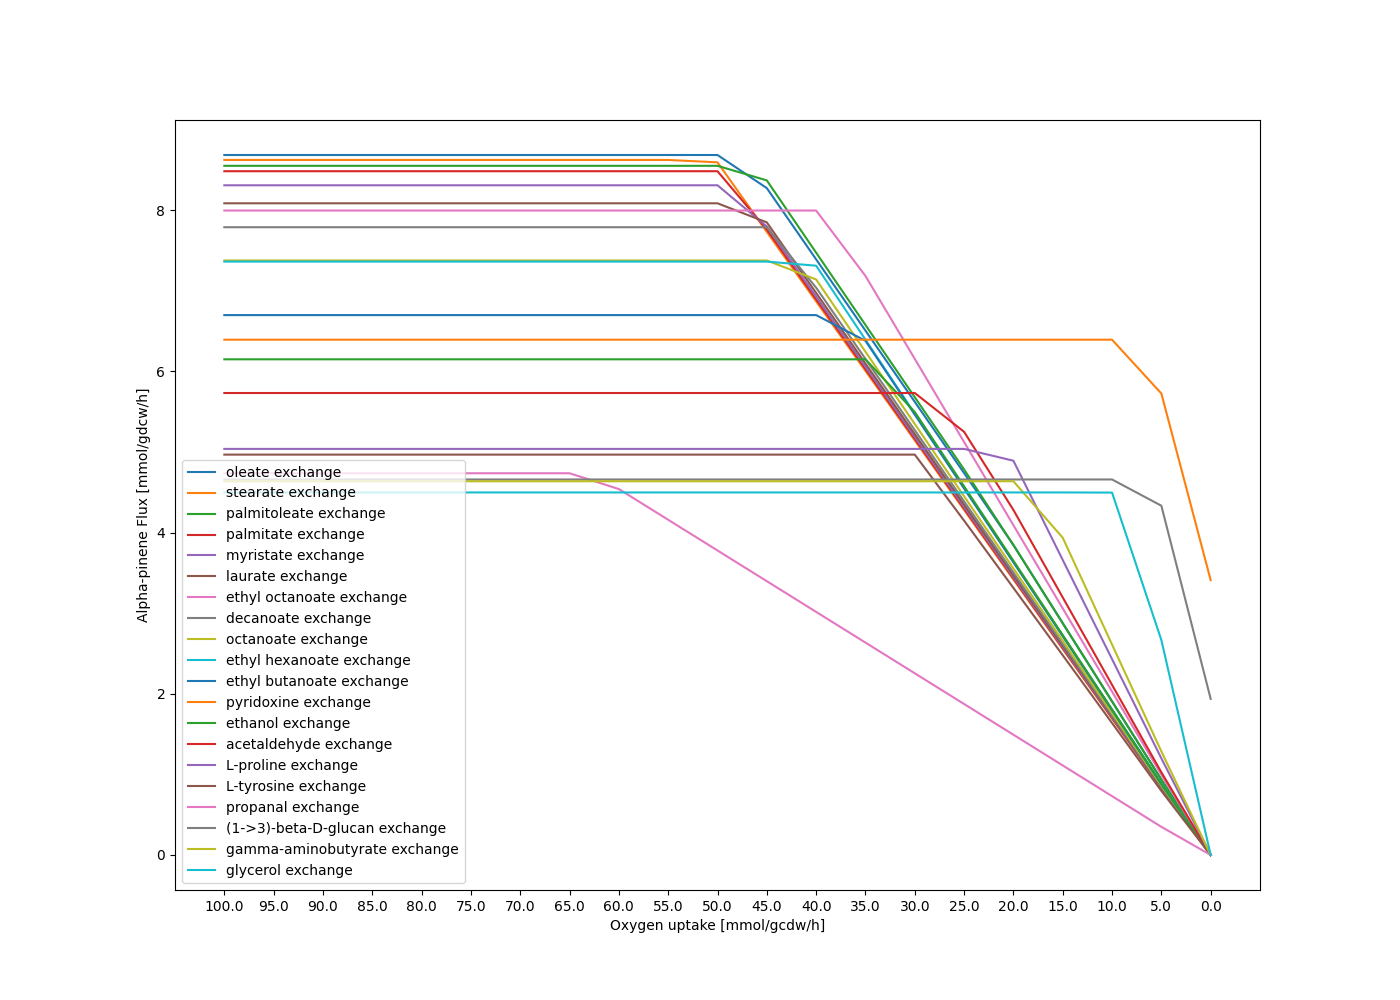 8
6
4
2
0
Alpha-pinene Flux [mmol/gdcw/h]
oleate exchange
stearate exchange
palmitoleate exchange
palmitate exchange
myristate exchange
laurate exchange
ethyl octanoate exchange
decanoate exchange
octanoate exchange
ethyl hexanoate exchange
ethyl butanoate exchange
pyridoxine exchange
ethanol exchange
acetaldehyde exchange
L-proline exchange
L-tyrosine exchange
propanal exchange
(1->3)-beta-D-glucan exchange
gamma-aminobutyrate exchange
glycerol exchange
100.0 95.0 90.0 85.0 80.0 75.0 70.0 65.0 60.0 55.0 50.0 45.0 40.0 35.0 30.0 25.0 20.0 15.0 10.0 5.0 0.0
Oxygen uptake [mmol/gcdw/h]